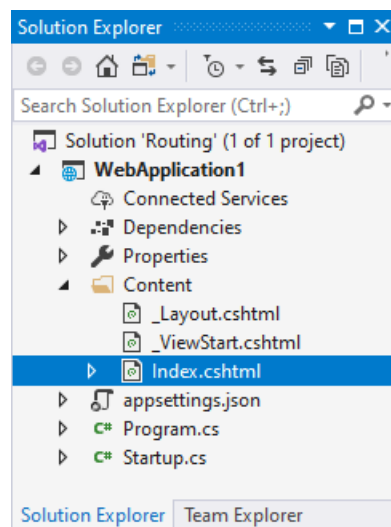 Solution Explorer
Search Solution Explorer (Ctrl+;)
Solution 'Routing' (1 of 1 project)
WebApplication1
Connected Services
Dependencies
Properties
Content
_Layout.cshtml
_ViewStart.cshtml
Index.cshtml
appsettings.json
C# Program.cs
C# Startup.cs
Solution Explorer Team Explorer